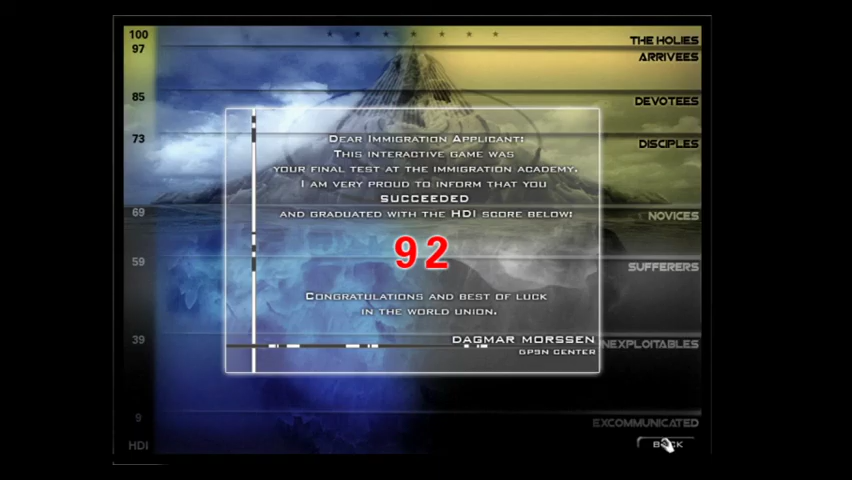 100
THE HOLIES
97
ARRIVEES
85
DEVOTEES
73
DISCIPLES
DEAR IMMIGRATION APPLICANT:
THIS INTERACTIVE GAME WAS
YOUR FINAL TEST AT THE IMMIGRATION ACADEMY.
I AM VERY PROUD TO INFORM THAT YOU
SUCCEEDED
AND GRADUATED WITH THE HDI SCORE BELOW:
92
69
NOVICES
59
SUFFERERS
CONGRATULATIONS AND BEST OF LUCK
IN THE WORLD UNION.
DAGMAR MORSSEN
GP3N CENTER
39
INEXPLOITABLES
9
EXCOMMUNICATED
HDI
BACK